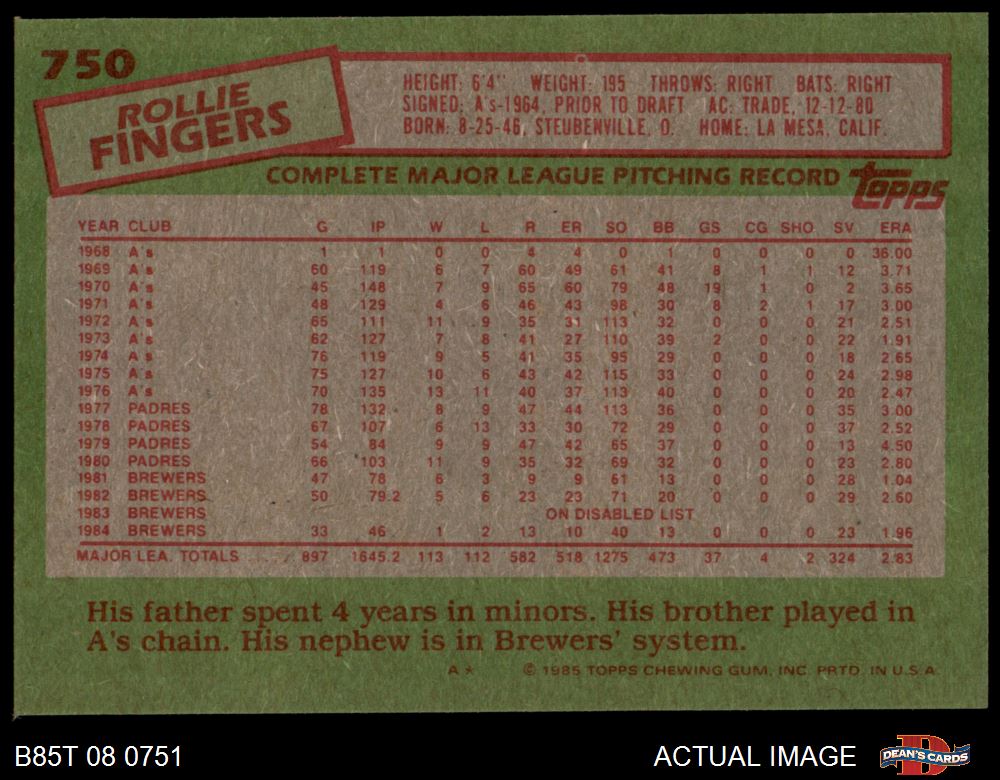 750
ROLLIE
FINGERS
HEIGHT: 6'4" WEIGHT: 195 THROWS: RIGHT BATS: RIGHT
SIGNED: A's-1964, PRIOR TO DRAFT AC: TRADE, 12-12-80
BORN: 8-25-46, STEUBENVILLE, O. HOME: LA MESA, CALIF.
COMPLETE MAJOR LEAGUE PITCHING RECORD topps
YEAR CLUB G IP W L R ER SO BB GS CG SHO SV ERA
1968 A's 1 1 0 0 4 4 0 1 0 0 0 0 36.00
1969 A's 60 119 6 7 60 49 61 41 8 1 1 12 3.71
1970 A's 45 148 7 9 65 60 79 48 19 1 0 2 3.65
1971 A's 48 129 4 6 46 43 98 30 8 2 1 17 3.00
1972 A's 65 111 11 9 35 31 113 32 0 0 0 21 2.51
1973 A's 62 127 7 8 41 27 110 39 2 0 0 22 1.91
1974 A's 76 119 9 5 41 35 95 29 0 0 0 18 2.65
1975 A's 75 127 10 6 43 42 115 33 0 0 0 24 2.98
1976 A's 70 135 13 11 40 37 113 40 0 0 0 20 2.47
1977 PADRES 78 132 8 9 47 44 113 36 0 0 0 35 3.00
1978 PADRES 67 107 6 13 33 30 72 29 0 0 0 37 2.52
1979 PADRES 54 84 9 9 47 42 65 37 0 0 0 13 4.50
1980 PADRES 66 103 11 9 35 32 69 32 0 0 0 23 2.80
1981 BREWERS 47 78 6 3 9 9 61 13 0 0 0 28 1.04
1982 BREWERS 50 79.2 5 6 23 23 71 20 0 0 0 29 2.60
1983 BREWERS ON DISABLED LIST
1984 BREWERS 33 46 1 2 13 10 40 13 0 0 0 23 1.96
MAJOR LEA. TOTALS 897 1645.2 113 112 582 518 1275 473 37 4 2 324 2.83
His father spent 4 years in minors. His brother played in
A's chain. His nephew is in Brewers' system.
A * © 1985 TOPPS CHEWING GUM, INC. PRTD. IN U.S.A.
B85T 08 0751 ACTUAL IMAGE DEAN'S CARDS